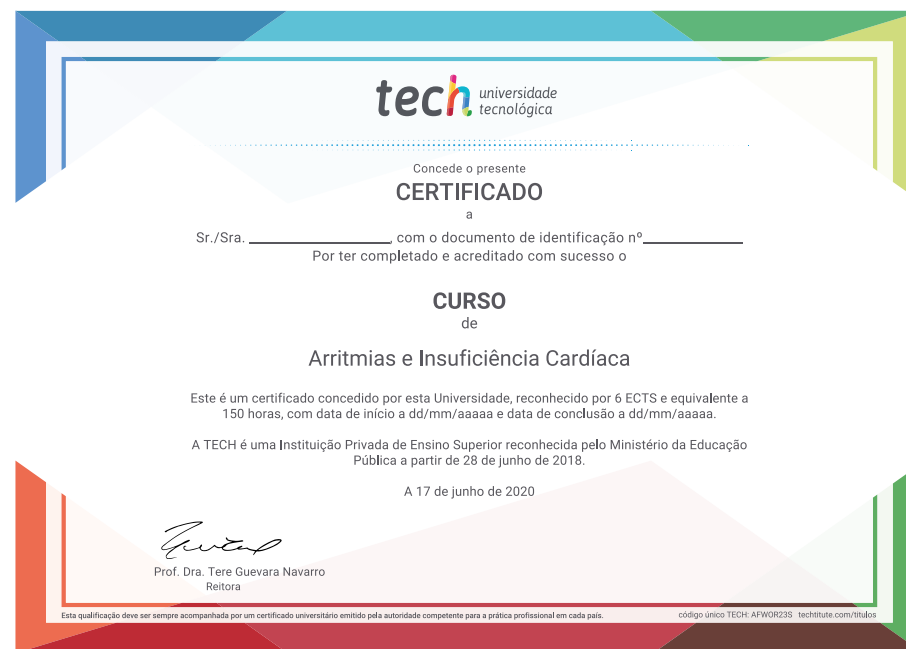 tech universidade
tecnológica
Concede o presente
CERTIFICADO
a
Sr./Sra. ____________________, com o documento de identificação nº______________
Por ter completado e acreditado com sucesso o
CURSO
de
Arritmias e Insuficiência Cardíaca
Este é um certificado concedido por esta Universidade, reconhecido por 6 ECTS e equivalente a
150 horas, com data de início a dd/mm/aaaaa e data de conclusão a dd/mm/aaaaa.
A TECH é uma Instituição Privada de Ensino Superior reconhecida pelo Ministério da Educação
Pública a partir de 28 de junho de 2018.
A 17 de junho de 2020
Prof. Dra. Tere Guevara Navarro
Reitora
Esta qualificação deve ser sempre acompanhada por um certificado universitário emitido pela autoridade competente para a prática profissional em cada país. código único TECH: AFWOR23S techtitute.com/titulos